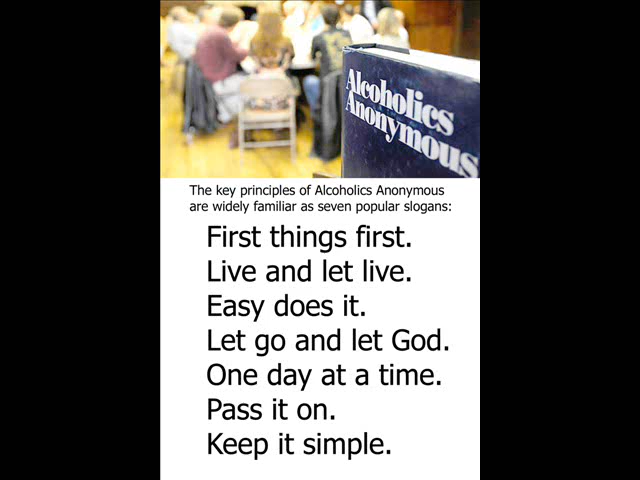 Alcoholics
Anonymous
The key principles of Alcoholics Anonymous
are widely familiar as seven popular slogans:
First things first.
Live and let live.
Easy does it.
Let go and let God.
One day at a time.
Pass it on.
Keep it simple.